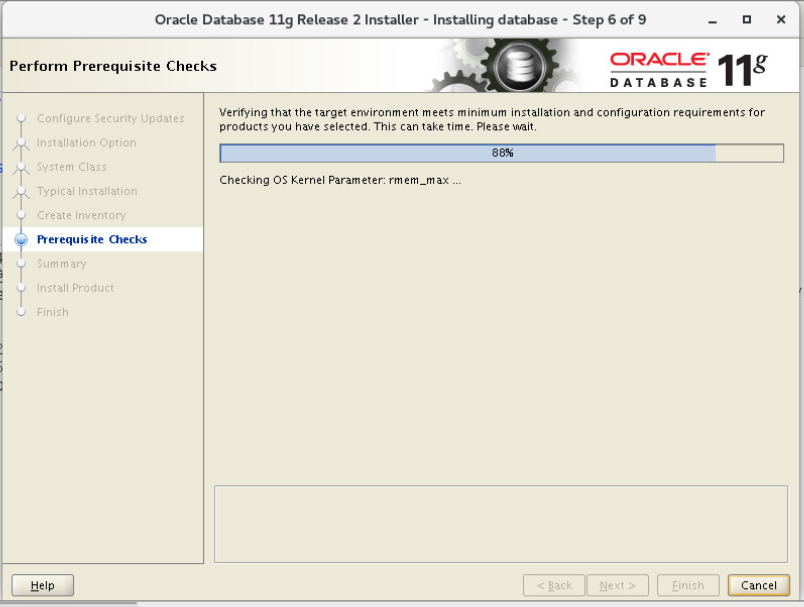 Oracle Database 11g Release 2 Installer - Installing database - Step 6 of 9
Perform Prerequisite Checks
ORACLE
DATABASE
11g
Configure Security Updates
Installation Option
System Class
Typical Installation
Create Inventory
Prerequisite Checks
Summary
Install Product
Finish
Verifying that the target environment meets minimum installation and configuration requirements for
products you have selected. This can take time. Please wait.
88%
Checking OS Kernel Parameter: rmem_max ...
Help
< Back
Next >
Finish
Cancel